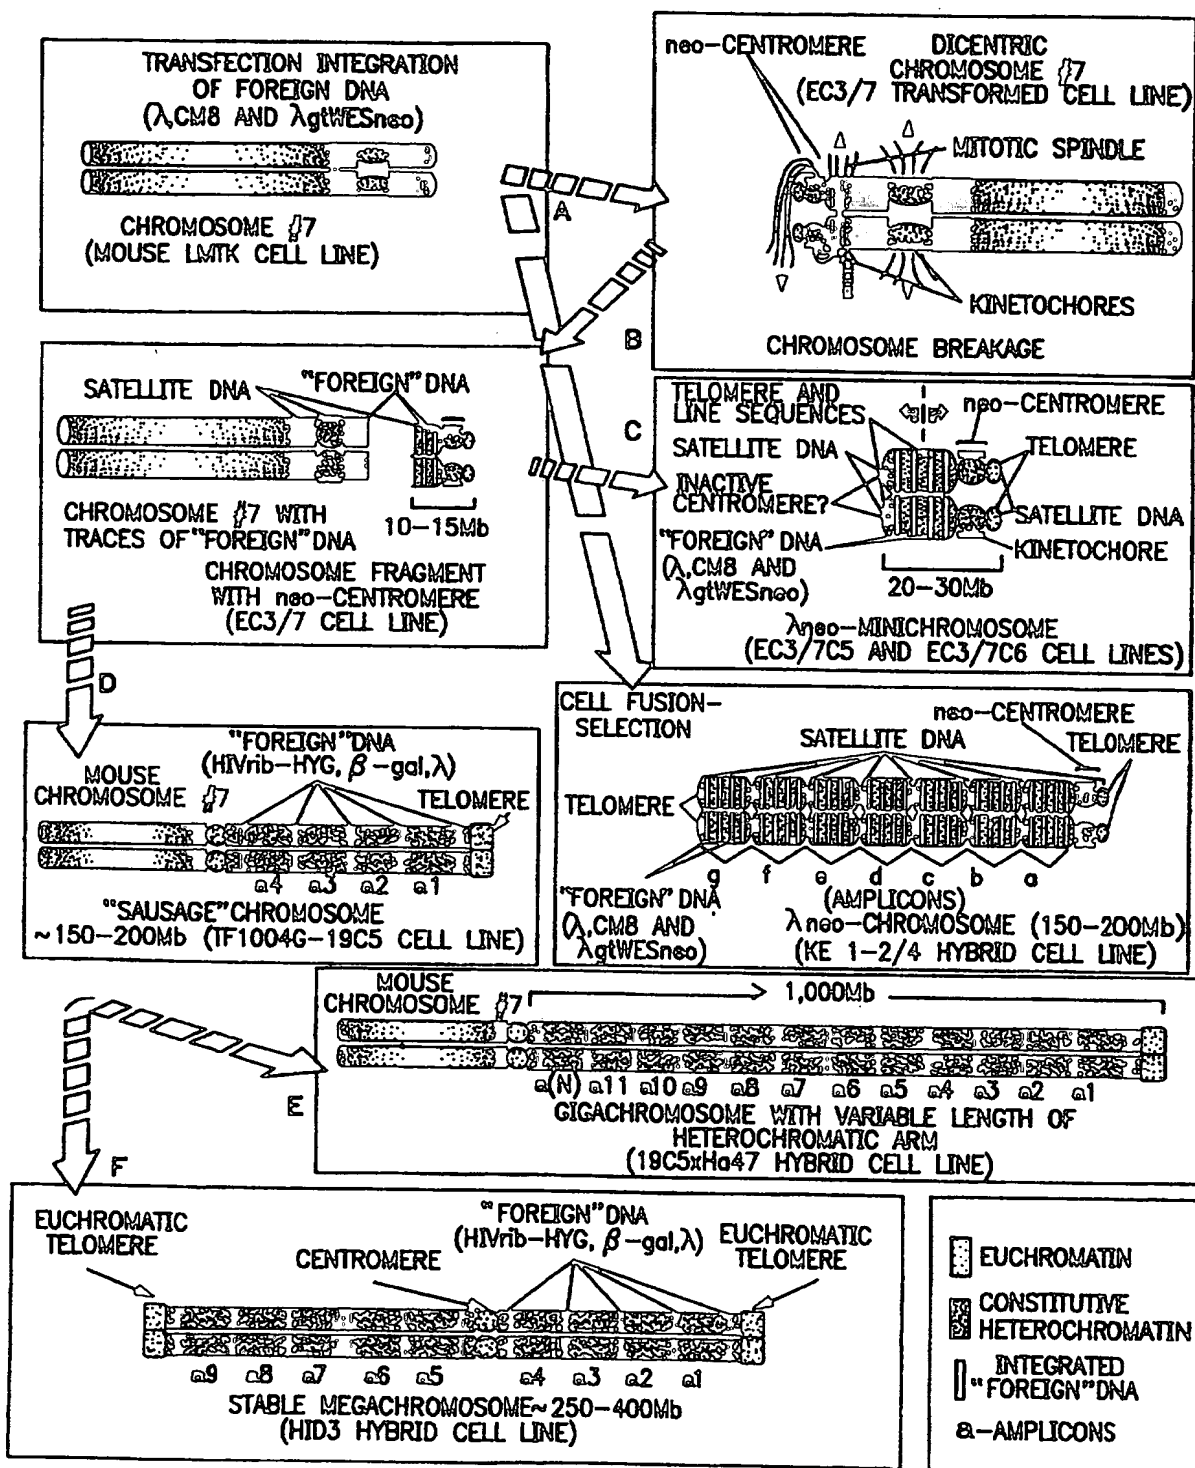 TRANSFECTION INTEGRATION
OF FOREIGN DNA
(λ,CM8 AND λgtWESneo)
CHROMOSOME #7
(MOUSE LMTK CELL LINE)
A
neo-CENTROMERE
DICENTRIC
CHROMOSOME #7
(EC3/7 TRANSFORMED CELL LINE)
MITOTIC SPINDLE
KINETOCHORES
CHROMOSOME BREAKAGE
B
SATELLITE DNA
"FOREIGN" DNA
10-15Mb
CHROMOSOME #7 WITH
TRACES OF "FOREIGN" DNA
CHROMOSOME FRAGMENT
WITH neo-CENTROMERE
(EC3/7 CELL LINE)
C
TELOMERE AND
LINE SEQUENCES
neo-CENTROMERE
SATELLITE DNA
TELOMERE
INACTIVE
CENTROMERE?
SATELLITE DNA
"FOREIGN" DNA
(λ,CM8 AND
λgtWESneo)
KINETOCHORE
20-30Mb
λneo-MINICHROMOSOME
(EC3/7C5 AND EC3/7C6 CELL LINES)
D
"FOREIGN" DNA
(HIVrib-HYG, β-gal,λ)
MOUSE
CHROMOSOME #7
TELOMERE
a4 a3 a2 a1
"SAUSAGE" CHROMOSOME
~150-200Mb (TF1004G-19C5 CELL LINE)
CELL FUSION-
SELECTION
neo-CENTROMERE
SATELLITE DNA
TELOMERE
TELOMERE
g f e d c b a
"FOREIGN" DNA
(λ,CM8 AND
λgtWESneo)
(AMPLICONS)
λneo-CHROMOSOME (150-200Mb)
(KE 1-2/4 HYBRID CELL LINE)
E
MOUSE
CHROMOSOME #7
1,000Mb
a(N) a11 a10 a9 a8 a7 a6 a5 a4 a3 a2 a1
GIGACHROMOSOME WITH VARIABLE LENGTH OF
HETEROCHROMATIC ARM
(19C5xHa47 HYBRID CELL LINE)
F
EUCHROMATIC
TELOMERE
CENTROMERE
"FOREIGN" DNA
(HIVrib-HYG, β-gal,λ)
EUCHROMATIC
TELOMERE
a9 a8 a7 a6 a5 a4 a3 a2 a1
STABLE MEGACHROMOSOME~250-400Mb
(HID3 HYBRID CELL LINE)
EUCHROMATIN
CONSTITUTIVE
HETEROCHROMATIN
INTEGRATED
"FOREIGN" DNA
a-AMPLICONS